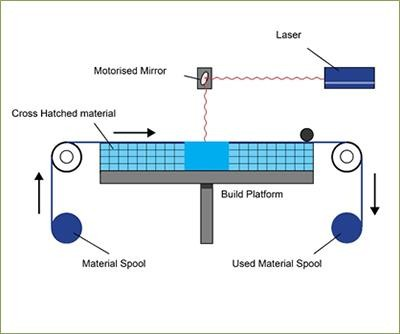 Laser
Motorised Mirror
Cross Hatched material
Build Platform
Material Spool
Used Material Spool